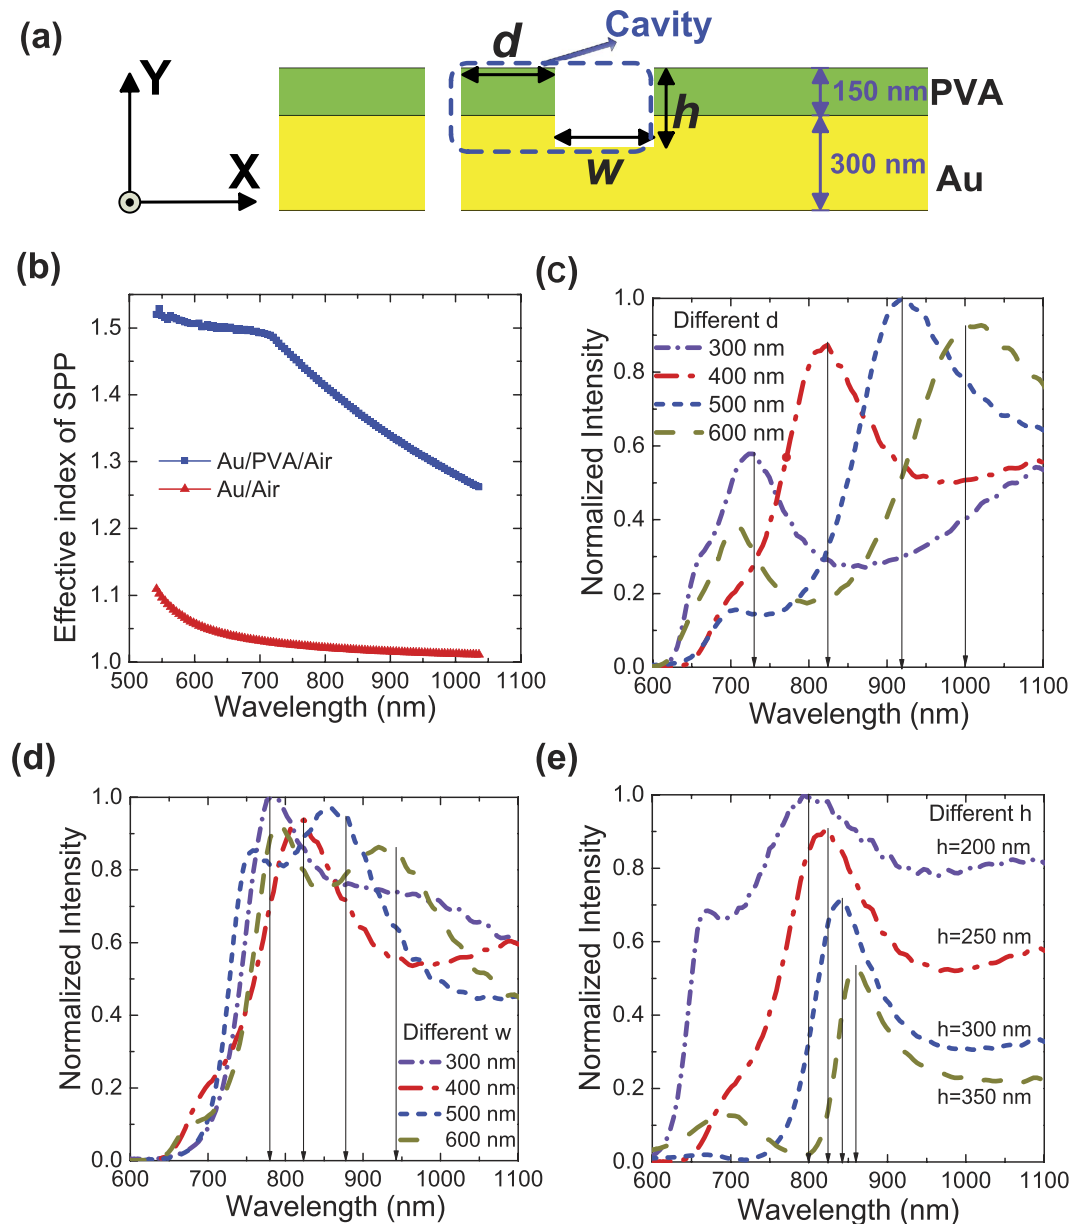 (a)
Cavity
Y
X
d
h
w
150 nm
PVA
300 nm
Au
(b)
Effective index of SPP
1.5
1.4
1.3
1.2
1.1
1.0
Au/PVA/Air
Au/Air
500 600 700 800 900 1000 1100
Wavelength (nm)
(c)
Normalized Intensity
1.0
0.8
0.6
0.4
0.2
0.0
Different d
300 nm
400 nm
500 nm
600 nm
600 700 800 900 1000 1100
Wavelength (nm)
(d)
Normalized Intensity
1.0
0.8
0.6
0.4
0.2
0.0
Different w
300 nm
400 nm
500 nm
600 nm
600 700 800 900 1000 1100
Wavelength (nm)
(e)
Normalized Intensity
1.0
0.8
0.6
0.4
0.2
0.0
Different h
h=200 nm
h=250 nm
h=300 nm
h=350 nm
600 700 800 900 1000 1100
Wavelength (nm)